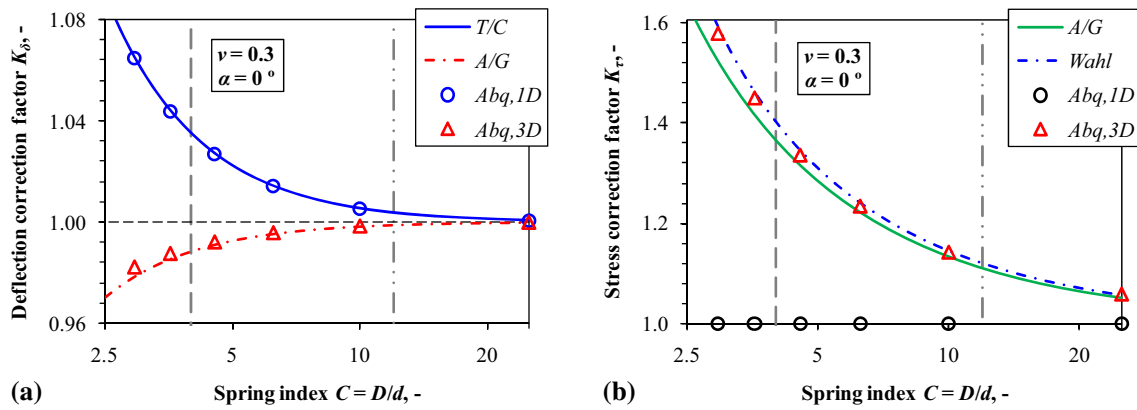 1.08
1.04
1.00
0.96
2.5
5
10
20
Deflection correction factor Kδ, -
Spring index C = D/d, -
ν = 0.3
α = 0 º
T/C
A/G
Abq,1D
Abq,3D
(a)
1.6
1.4
1.2
1.0
2.5
5
10
20
Stress correction factor Kτ, -
Spring index C = D/d, -
ν = 0.3
α = 0 º
A/G
Wahl
Abq,1D
Abq,3D
(b)